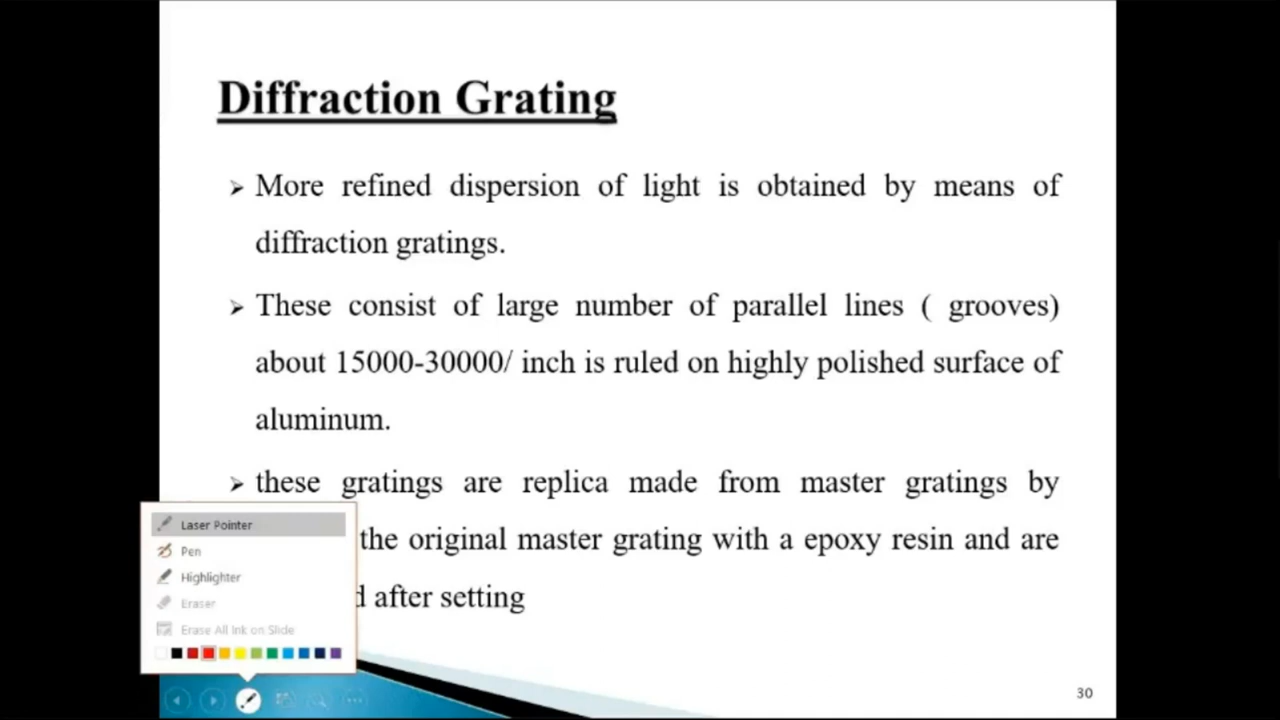 Diffraction Grating
➢ More refined dispersion of light is obtained by means of
diffraction gratings.
➢ These consist of large number of parallel lines ( grooves)
about 15000-30000/ inch is ruled on highly polished surface of
aluminum.
➢ these gratings are replica made from master gratings by
the original master grating with a epoxy resin and are
d after setting
Laser Pointer
Pen
Highlighter
Eraser
Erase All Ink on Slide
30